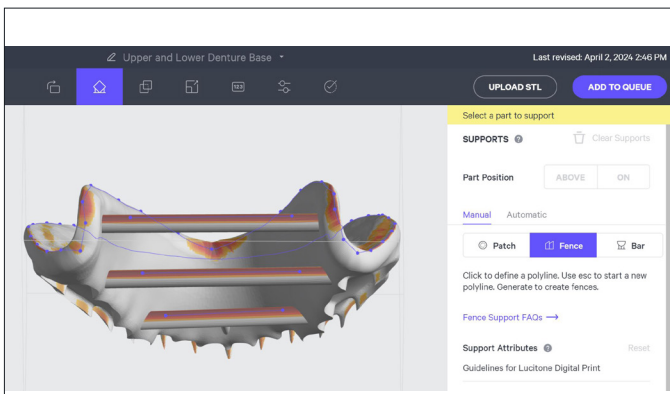 Upper and Lower Denture Base
Last revised: April 2, 2024 2:46 PM
123
UPLOAD STL
ADD TO QUEUE
Select a part to support
SUPPORTS ?
Clear Supports
Part Position
ABOVE
ON
Manual
Automatic
Patch
Fence
Bar
Click to define a polyline. Use esc to start a new
polyline. Generate to create fences.
Fence Support FAQs →
Support Attributes ?
Reset
Guidelines for Lucitone Digital Print